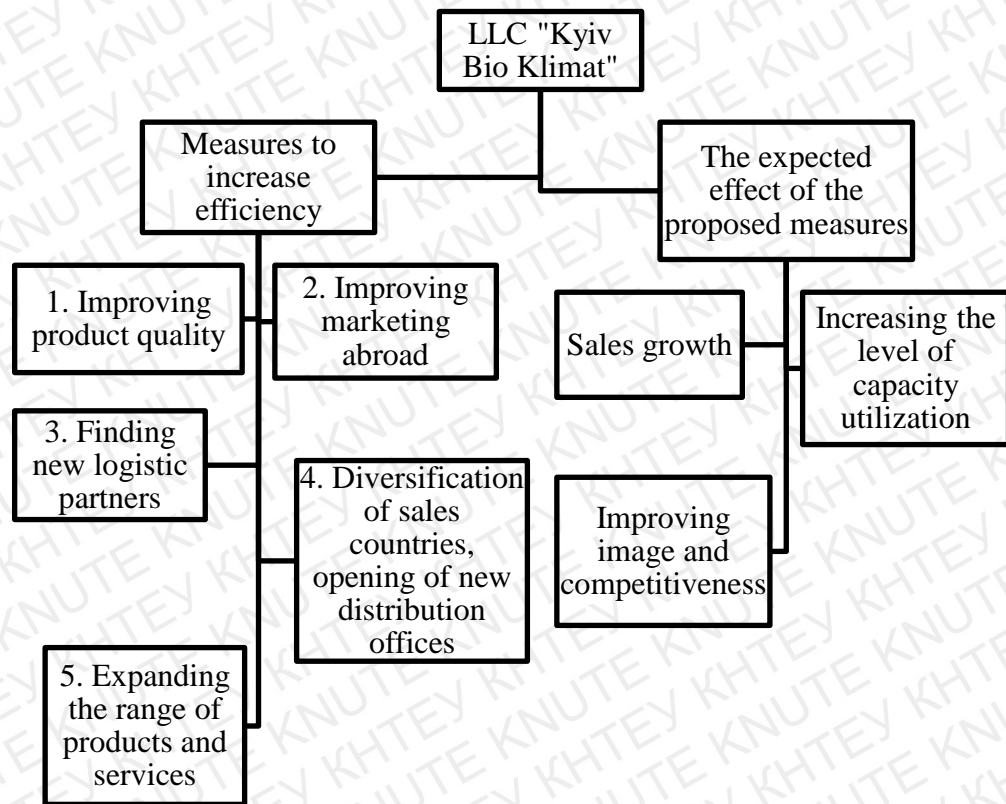 LLC "Kyiv
Bio Klimat"
Measures to
increase
efficiency
The expected
effect of the
proposed measures
1. Improving
product quality
2. Improving
marketing
abroad
Sales growth
Increasing the
level of
capacity
utilization
3. Finding
new logistic
partners
4. Diversification
of sales
countries,
opening of new
distribution
offices
Improving
image and
competitiveness
5. Expanding
the range of
products and
services
KHTEY KNUTE